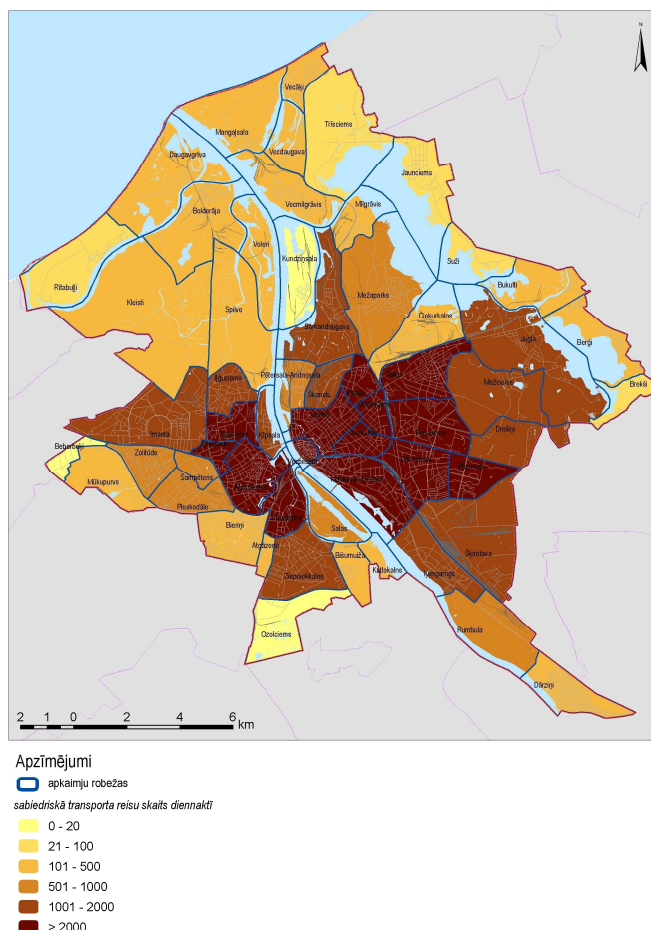 N
Vecāķi
Trīsciems
Mangaļsala
Vecdaugava
Daugavgrīva
Jaunciems
Bolderāja
Vecmīlgrāvis
Mīlgrāvis
Voleri
Kundziņsala
Suži
Rītabuļļi
Bukulti
Kleisti
Spilve
Mežaparks
Čiekurkalns
Sarkandaugava
Jugla
Berģi
Brekši
Iļģuciems
Pētersala-Andrejsala
Skanste
Mežciems
Imanta
Ķīpsala
Dreiliņi
Beberbeķi
Zolitūde
Mūkupurvs
Šampēteris
Pleskodāle
Bieriņi
Salas
Atgāzene
Bišumuiža
Katlakalns
Šķirotava
Ziepniekkalns
Ķengarags
Ozolciems
Rumbula
Dārziņi
2 1 0 2 4 6 km
Apzīmējumi
apkaimju robežas
sabiedriskā transporta reisu skaits diennaktī
0 - 20
21 - 100
101 - 500
501 - 1000
1001 - 2000
> 2000